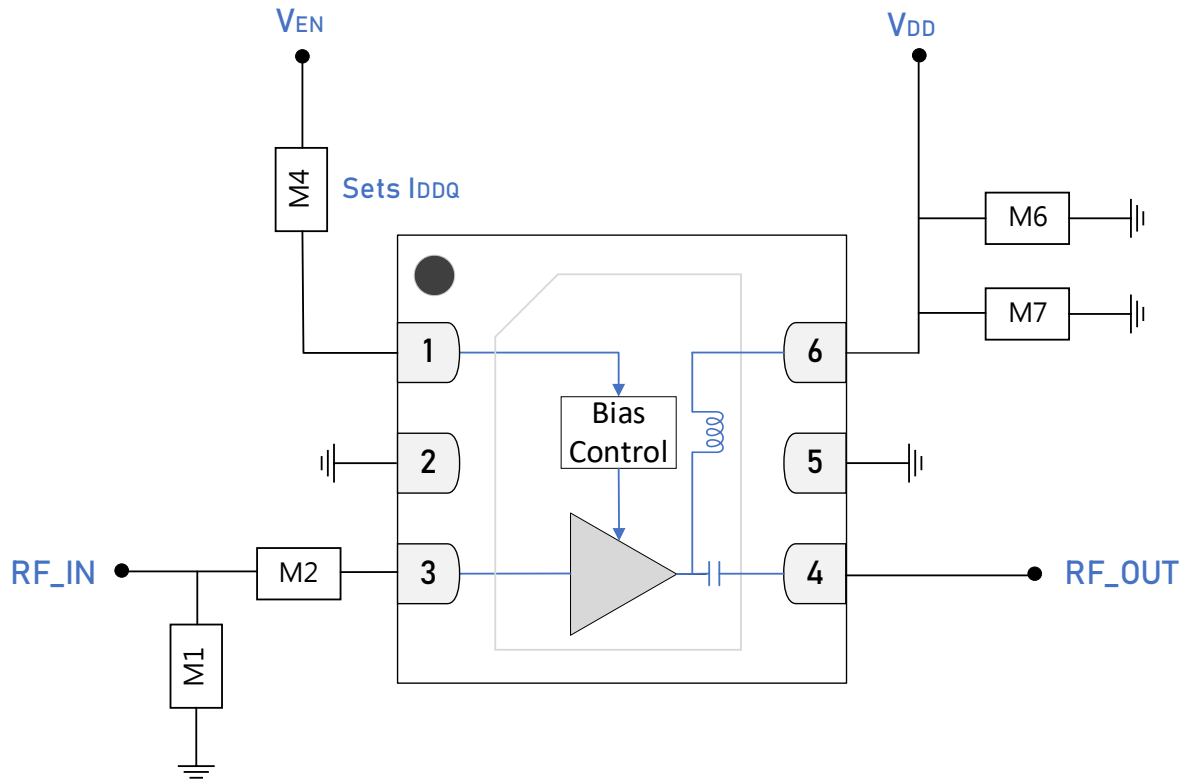 VEN
VDD
M4
Sets IDDQ
M6
M7
1
6
Bias
Control
2
5
RF_IN
M2
3
4
RF_OUT
M1